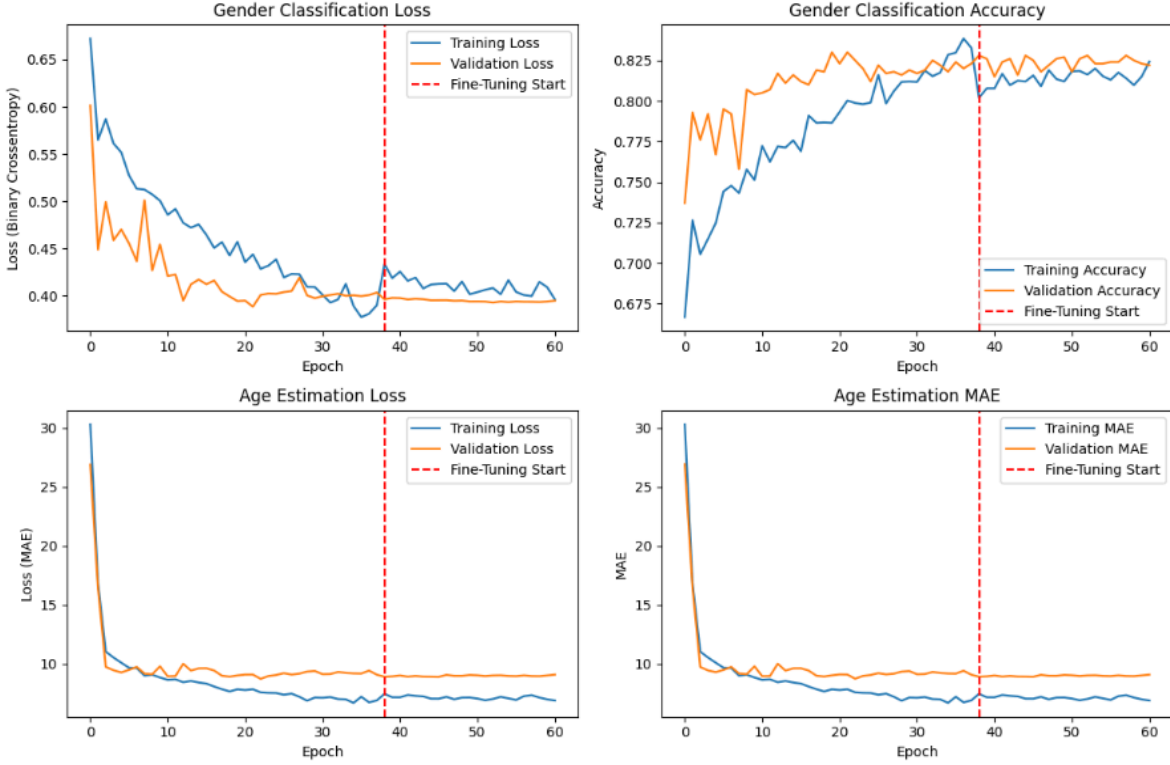 Gender Classification Loss
Loss (Binary Crossentropy)
0.65
0.60
0.55
0.50
0.45
0.40
Training Loss
Validation Loss
Fine-Tuning Start
0 10 20 30 40 50 60
Epoch
Gender Classification Accuracy
Accuracy
0.825
0.800
0.775
0.750
0.725
0.700
0.675
Training Accuracy
Validation Accuracy
Fine-Tuning Start
0 10 20 30 40 50 60
Epoch
Age Estimation Loss
Loss (MAE)
30
25
20
15
10
Training Loss
Validation Loss
Fine-Tuning Start
0 10 20 30 40 50 60
Epoch
Age Estimation MAE
MAE
30
25
20
15
10
Training MAE
Validation MAE
Fine-Tuning Start
0 10 20 30 40 50 60
Epoch